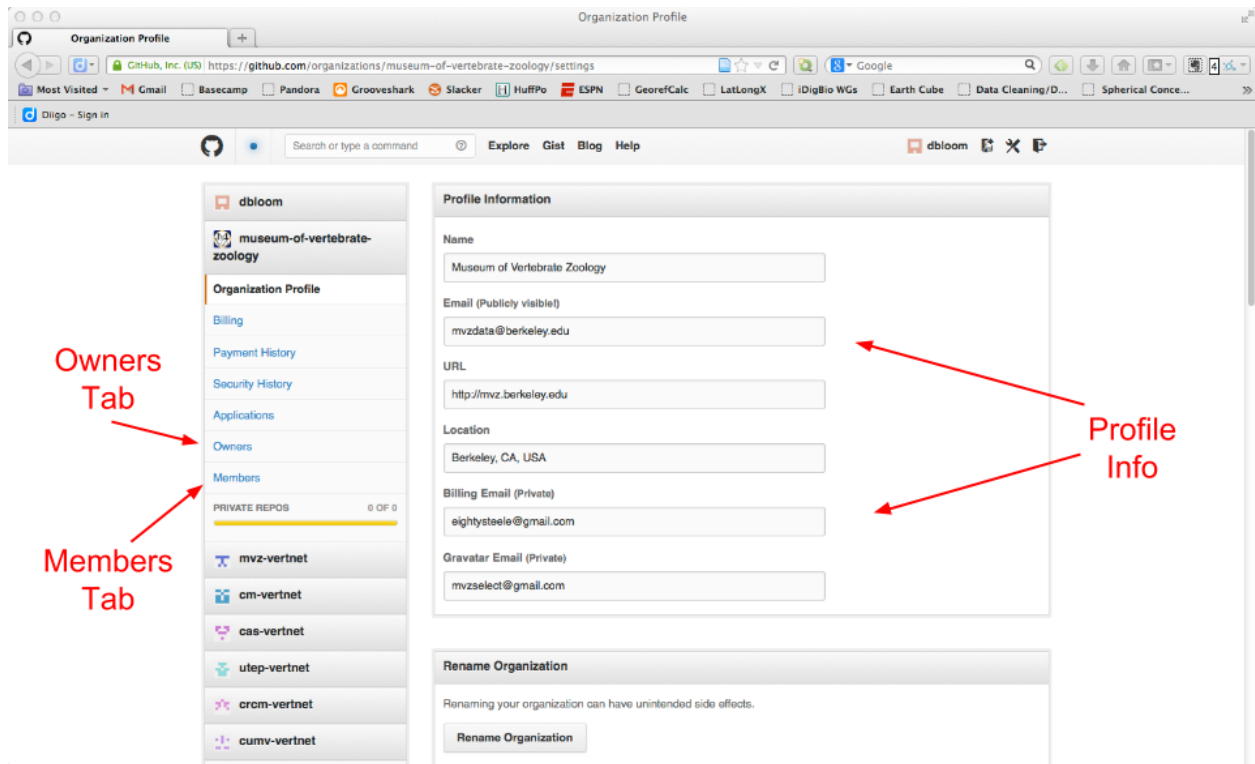 Organization Profile
Organization Profile
GitHub, Inc. (US) https://github.com/organizations/museum-of-vertebrate-zoology/settings
Google
4
Most Visited
Gmail
Basecamp
Pandora
Grooveshark
Slacker
HuffPo
ESPN
GeorefCalc
LatLongX
iDigBio WGs
Earth Cube
Data Cleaning/D...
Spherical Conce...
Diigo - Sign in
Search or type a command
Explore Gist Blog Help
dbloom
dbloom
museum-of-vertebrate-
zoology
Organization Profile
Billing
Payment History
Security History
Applications
Owners
Members
PRIVATE REPOS 0 OF 0
mvz-vertnet
cm-vertnet
cas-vertnet
utep-vertnet
crcm-vertnet
cumv-vertnet
Owners
Tab
Members
Tab
Profile Information
Name
Museum of Vertebrate Zoology
Email (Publicly visible!)
mvzdata@berkeley.edu
URL
http://mvz.berkeley.edu
Location
Berkeley, CA, USA
Billing Email (Private)
eightysteele@gmail.com
Gravatar Email (Private)
mvzselect@gmail.com
Profile
Info
Rename Organization
Renaming your organization can have unintended side effects.
Rename Organization